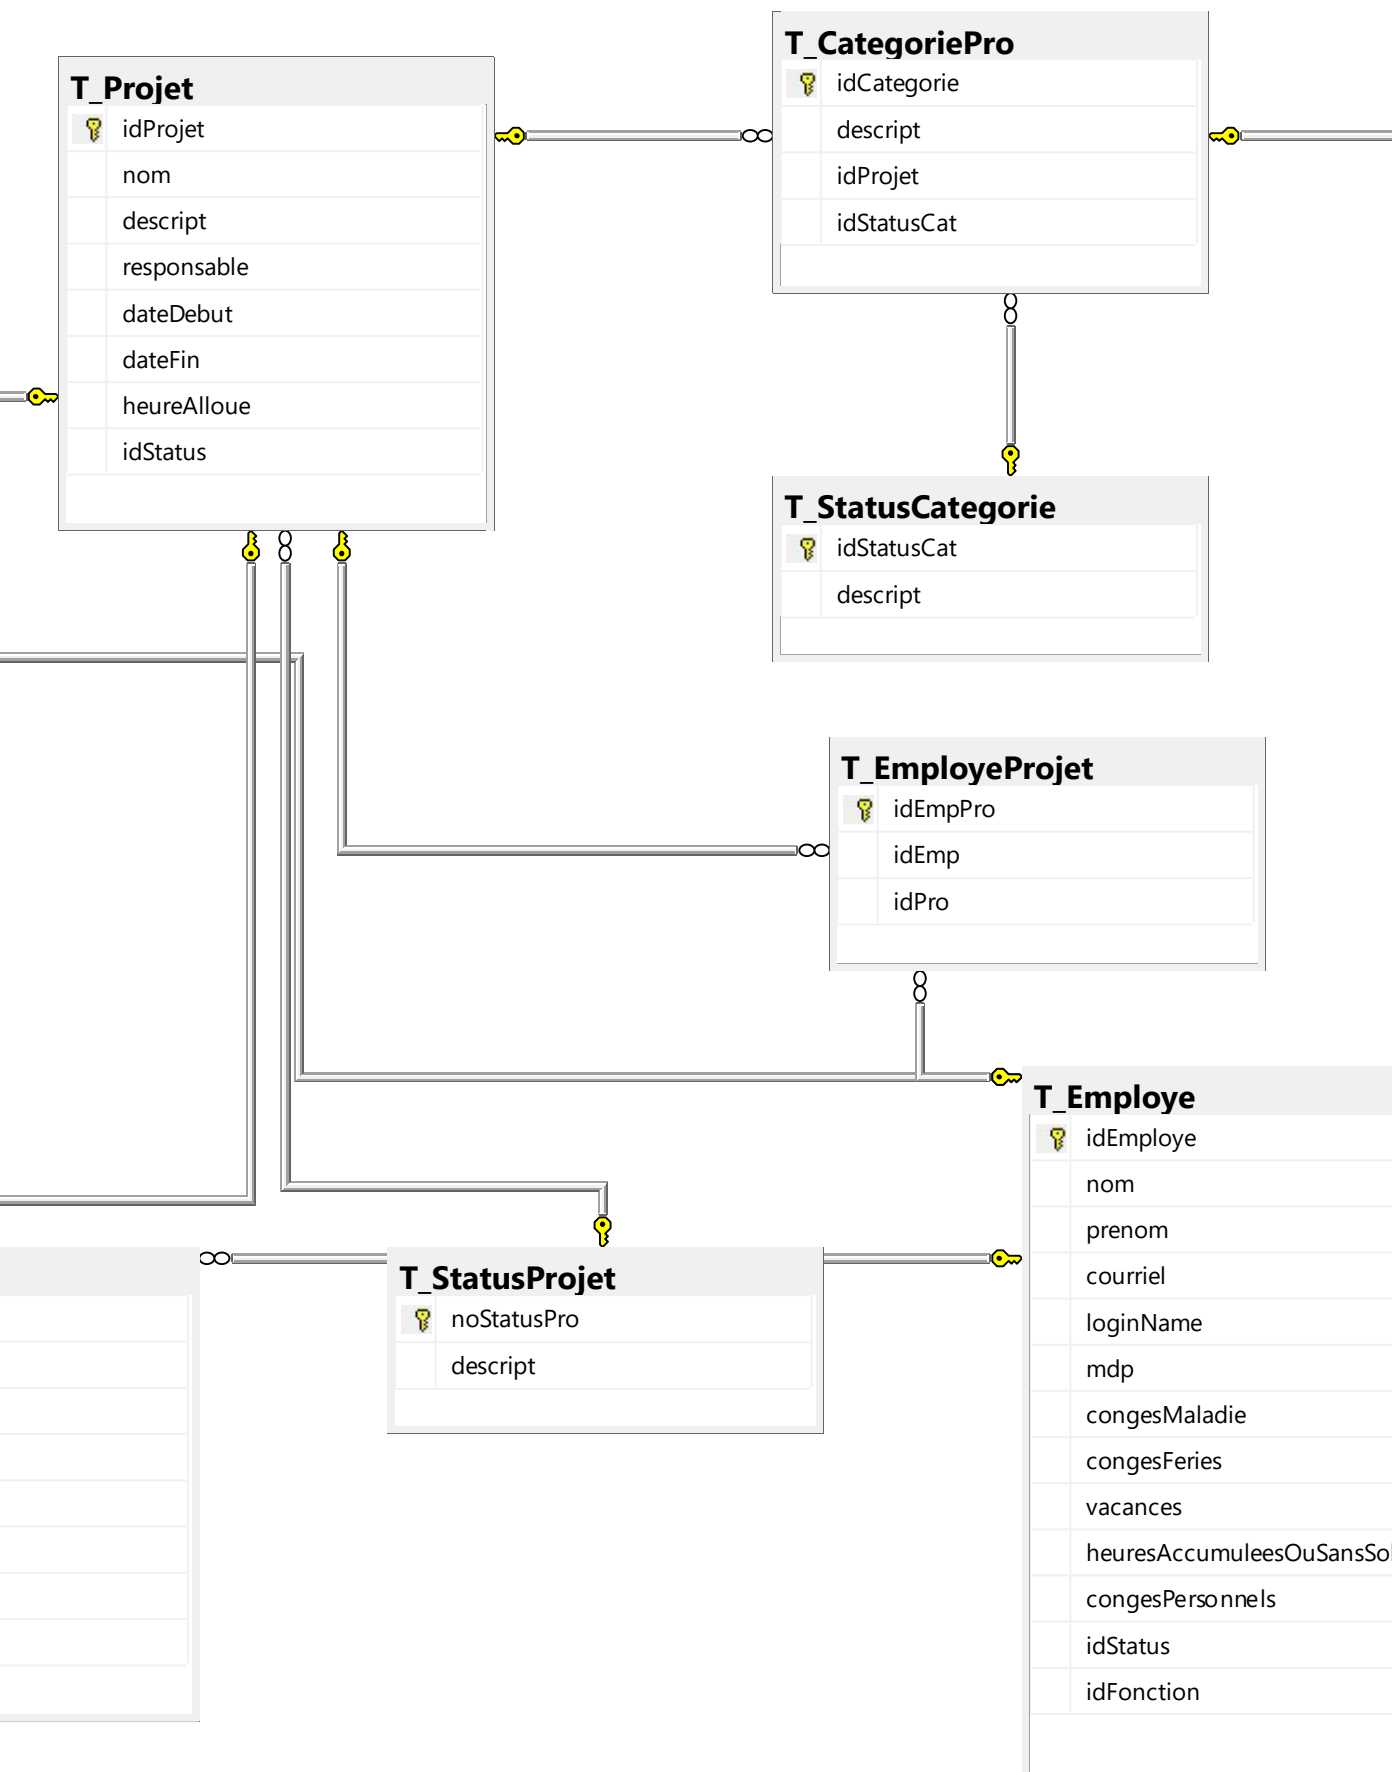 T_Projet
idProjet
nom
descript
responsable
dateDebut
dateFin
heureAlloue
idStatus
T_CategoriePro
idCategorie
descript
idProjet
idStatusCat
T_StatusCategorie
idStatusCat
descript
T_EmployeProjet
idEmpPro
idEmp
idPro
T_StatusProjet
noStatusPro
descript
T_Employe
idEmploye
nom
prenom
courriel
loginName
mdp
congesMaladie
congesFeries
vacances
congesPersonnels
idStatus
idFonction